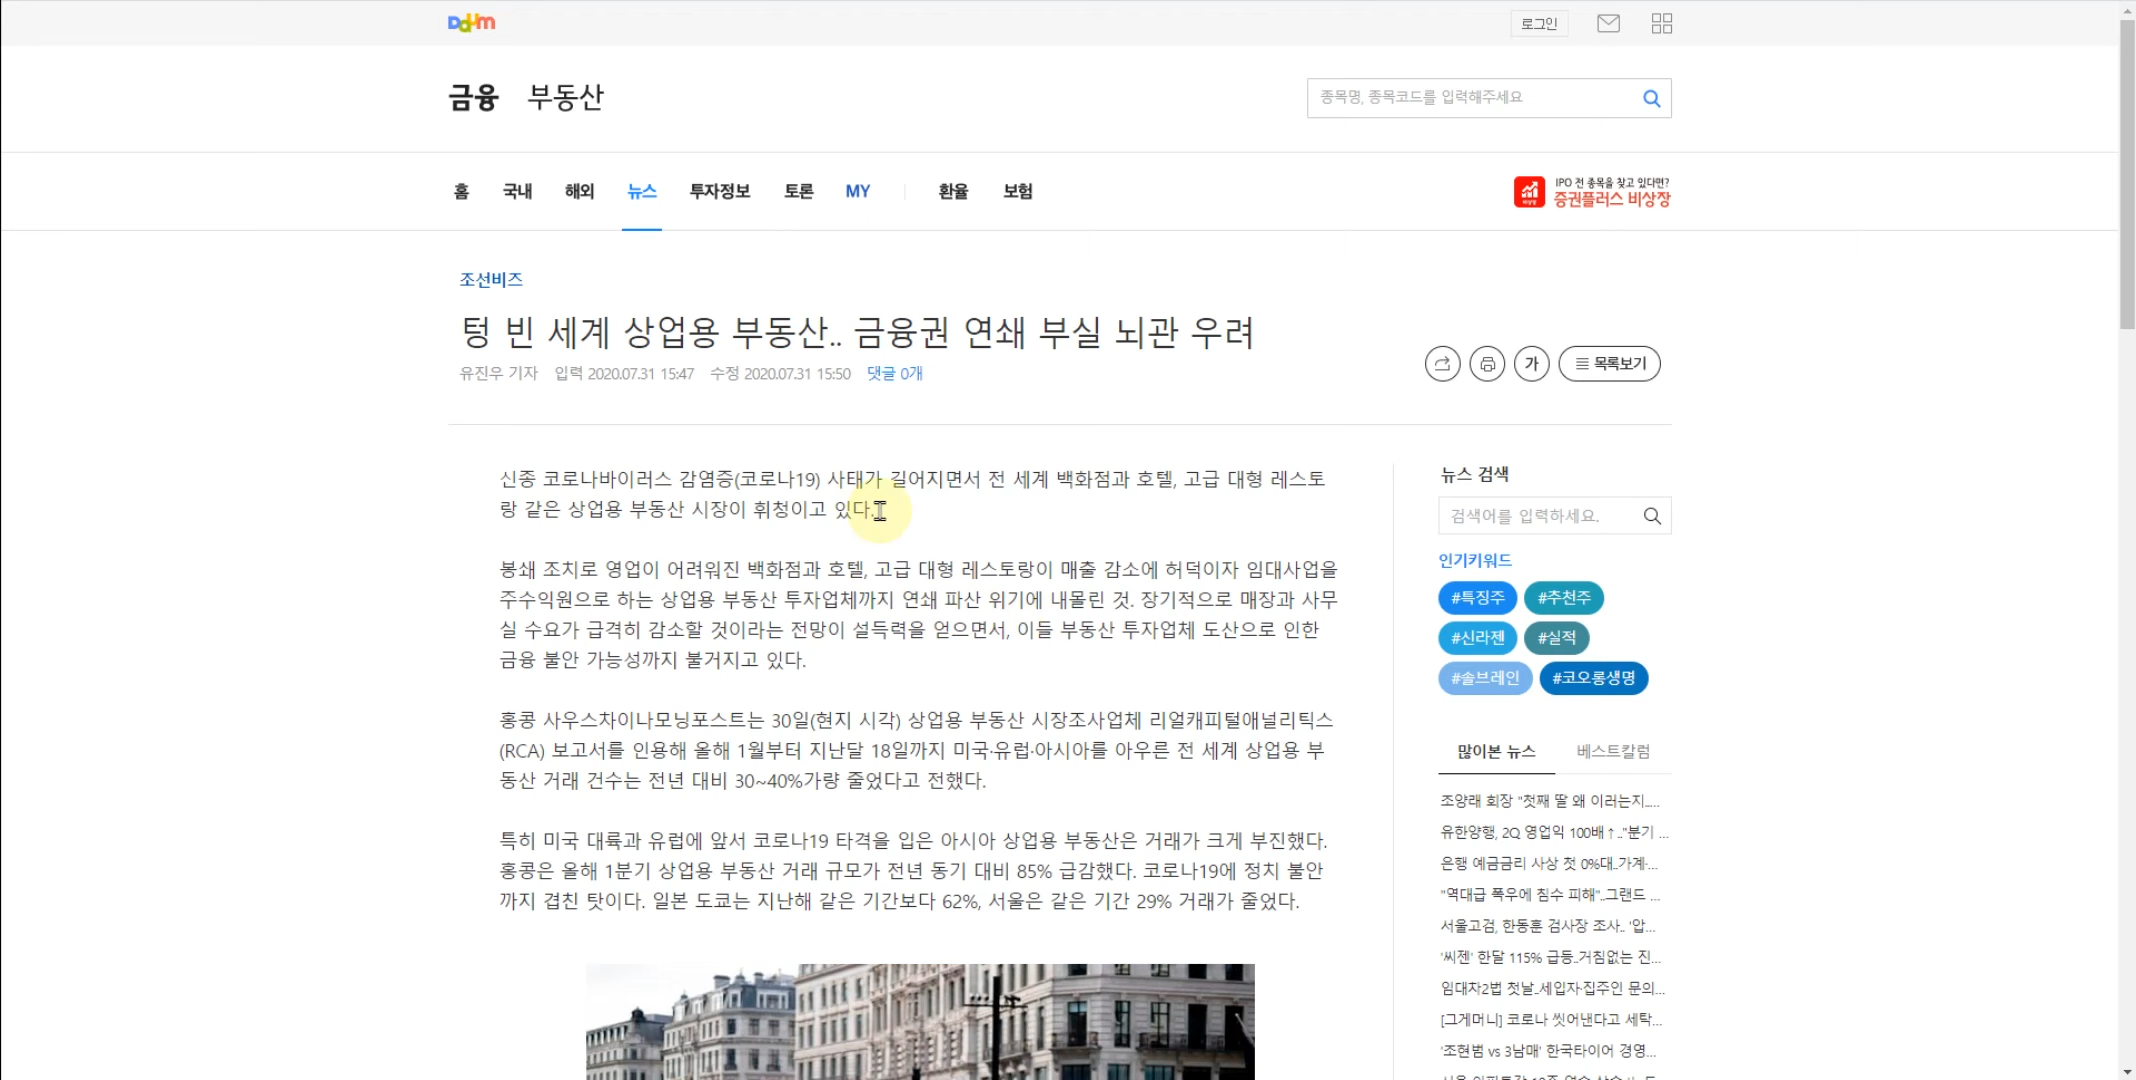 Daum
로그인
금융 부동산
종목명, 종목코드를 입력해주세요
홈 국내 해외 뉴스 투자정보 토론 MY 환율 보험
IPO 전 종목을 찾고 있다면?
증권플러스 비상장
조선비즈
텅 빈 세계 상업용 부동산.. 금융권 연쇄 부실 뇌관 우려
유진우 기자 입력 2020.07.31 15:47 수정 2020.07.31 15:50 댓글 0개
가
목록보기
신종 코로나바이러스 감염증(코로나19) 사태가 길어지면서 전 세계 백화점과 호텔, 고급 대형 레스토
랑 같은 상업용 부동산 시장이 휘청이고 있다.
봉쇄 조치로 영업이 어려워진 백화점과 호텔, 고급 대형 레스토랑이 매출 감소에 허덕이자 임대사업을
주수익원으로 하는 상업용 부동산 투자업체까지 연쇄 파산 위기에 내몰린 것. 장기적으로 매장과 사무
실 수요가 급격히 감소할 것이라는 전망이 설득력을 얻으면서, 이들 부동산 투자업체 도산으로 인한
금융 불안 가능성까지 불거지고 있다.
홍콩 사우스차이나모닝포스트는 30일(현지 시각) 상업용 부동산 시장조사업체 리얼캐피털애널리틱스
(RCA) 보고서를 인용해 올해 1월부터 지난달 18일까지 미국·유럽·아시아를 아우른 전 세계 상업용 부
동산 거래 건수는 전년 대비 30~40%가량 줄었다고 전했다.
특히 미국 대륙과 유럽에 앞서 코로나19 타격을 입은 아시아 상업용 부동산은 거래가 크게 부진했다.
홍콩은 올해 1분기 상업용 부동산 거래 규모가 전년 동기 대비 85% 급감했다. 코로나19에 정치 불안
까지 겹친 탓이다. 일본 도쿄는 지난해 같은 기간보다 62%, 서울은 같은 기간 29% 거래가 줄었다.
뉴스 검색
검색어를 입력하세요.
인기키워드
#특징주 #추천주
#신라젠 #실적
#솔브레인 #코오롱생명
많이본 뉴스 베스트칼럼
조양래 회장 "첫째 딸 왜 이러는지.....
유한양행, 2Q 영업익 100배↑.."분기 ...
은행 예금금리 사상 첫 0%대..가계·...
"역대급 폭우에 침수 피해"..그랜드 ...
서울고검, 한동훈 검사장 조사.. '압...
'씨젠' 한달 115% 급등..거침없는 진...
임대차2법 첫날..세입자·집주인 문의...
[그게머니] 코로나 씻어낸다고 세탁...
'조현범 vs 3남매' 한국타이어 경영...